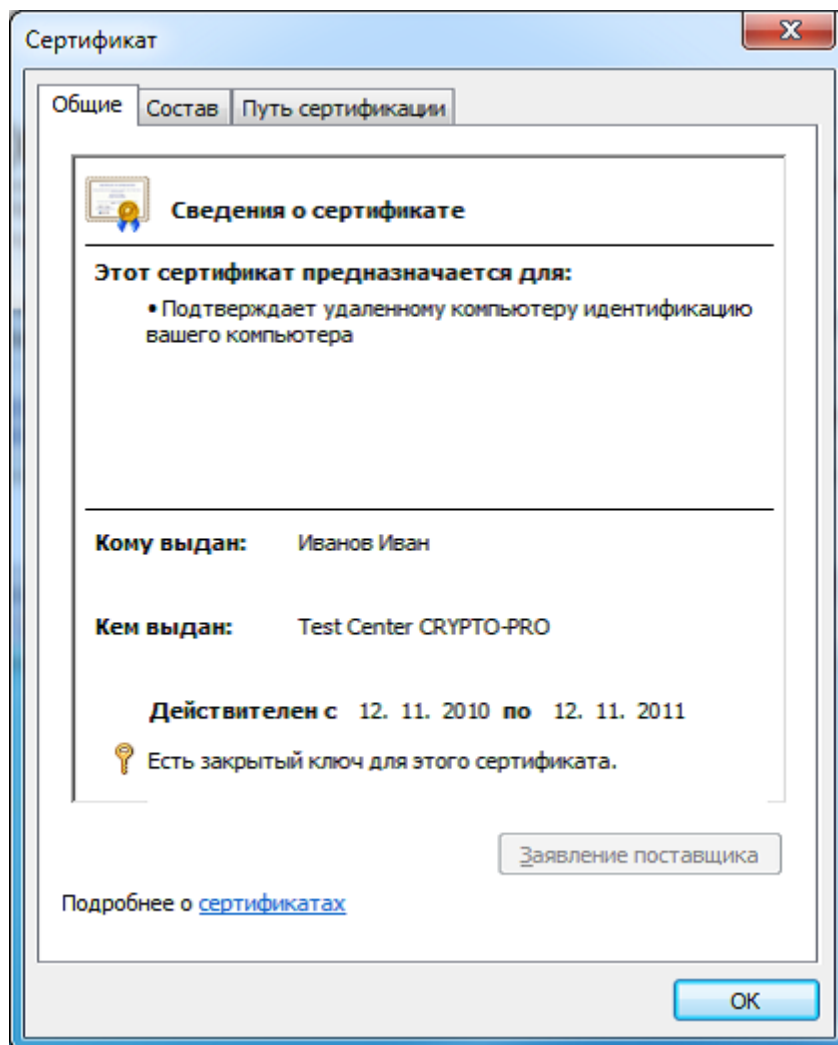 Сертификат
Общие Состав Путь сертификации
Сведения о сертификате
Этот сертификат предназначается для:
•Подтверждает удаленному компьютеру идентификацию
вашего компьютера
Кому выдан: Иванов Иван
Кем выдан: Test Center CRYPTO-PRO
Действителен с 12. 11. 2010 по 12. 11. 2011
Есть закрытый ключ для этого сертификата.
Заявление поставщика
Подробнее о сертификатах
ОК